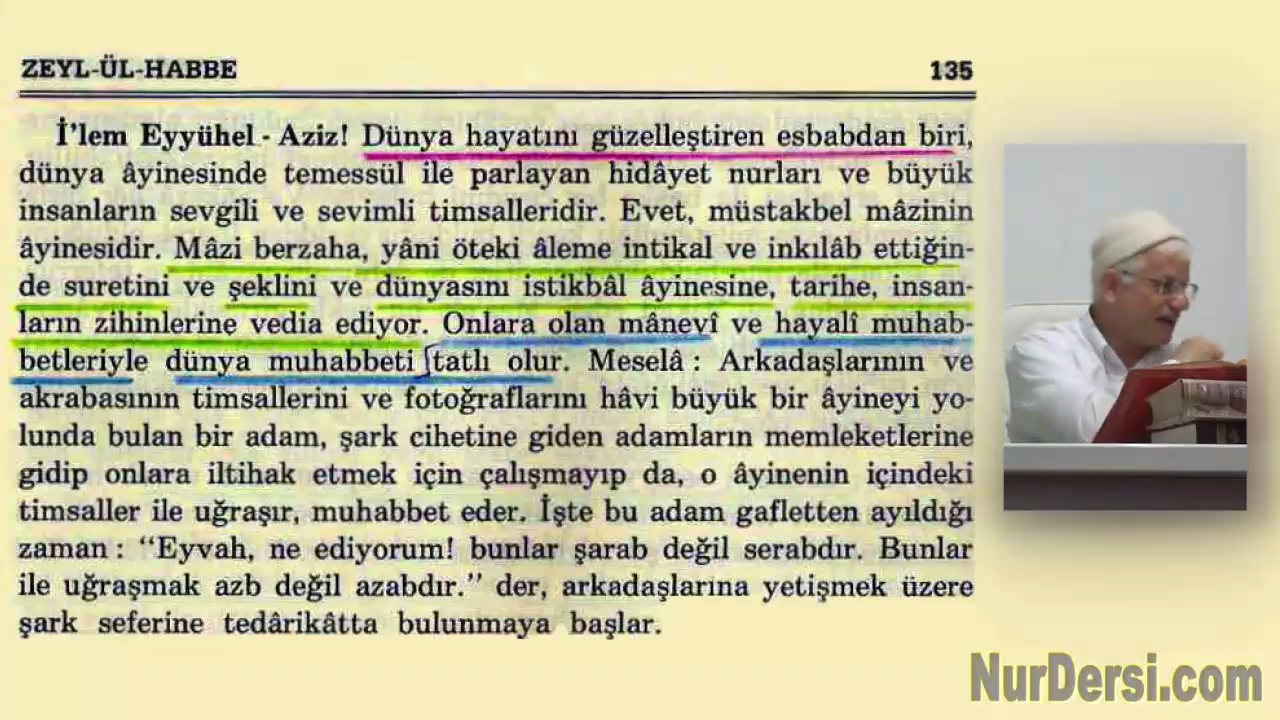 ZEYL-ÜL-HABBE 135
İ'lem Eyyühel - Aziz! Dünya hayatını güzelleştiren esbabdan biri,
dünya âyinesinde temessül ile parlayan hidâyet nurları ve büyük
insanların sevgili ve sevimli timsalleridir. Evet, müstakbel mâzinin
âyinesidir. Mâzi berzaha, yâni öteki âleme intikal ve inkılâb ettiğin-
de suretini ve şeklini ve dünyasını istikbâl âyinesine, tarihe, insan-
ların zihinlerine vedia ediyor. Onlara olan mânevî ve hayalî muhab-
betleriyle dünya muhabbeti tatlı olur. Meselâ : Arkadaşlarının ve
akrabasının timsallerini ve fotoğraflarını hâvi büyük bir âyineyi yo-
lunda bulan bir adam, şark cihetine giden adamların memleketlerine
gidip onlara iltihak etmek için çalışmayıp da, o âyinenin içindeki
timsaller ile uğraşır, muhabbet eder. İşte bu adam gafletten ayıldığı
zaman : “Eyvah, ne ediyorum! bunlar şarab değil serabdır. Bunlar
ile uğraşmak azb değil azabdır.” der, arkadaşlarına yetişmek üzere
şark seferine tedârikâtta bulunmaya başlar.
NurDersi.com